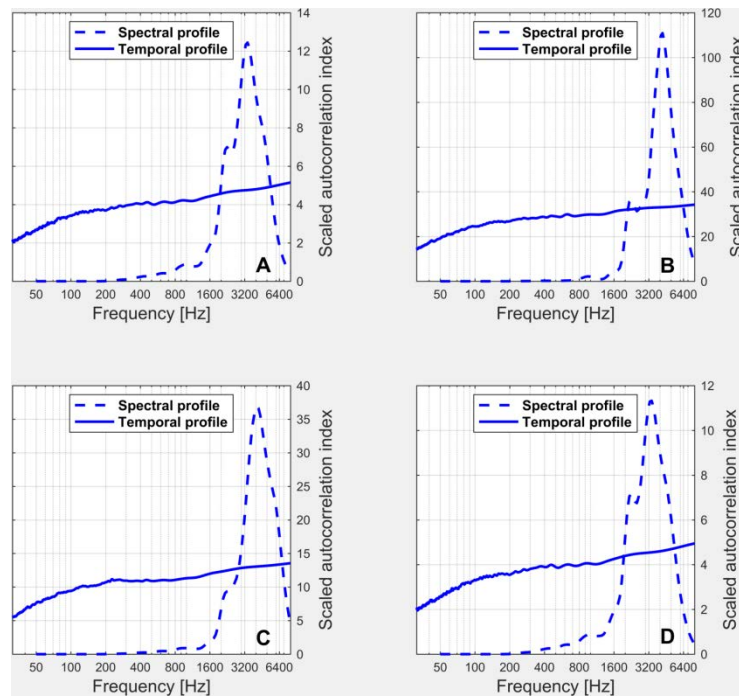 Spectral profile
Temporal profile
14
12
10
8
6
4
2
0
Scaled autocorrelation index
A
50 100 200 400 800 1600 3200 6400
Frequency [Hz]
Spectral profile
Temporal profile
120
100
80
60
40
20
0
Scaled autocorrelation index
B
50 100 200 400 800 1600 3200 6400
Frequency [Hz]
Spectral profile
Temporal profile
40
35
30
25
20
15
10
5
0
Scaled autocorrelation index
C
50 100 200 400 800 1600 3200 6400
Frequency [Hz]
Spectral profile
Temporal profile
12
10
8
6
4
2
0
Scaled autocorrelation index
D
50 100 200 400 800 1600 3200 6400
Frequency [Hz]